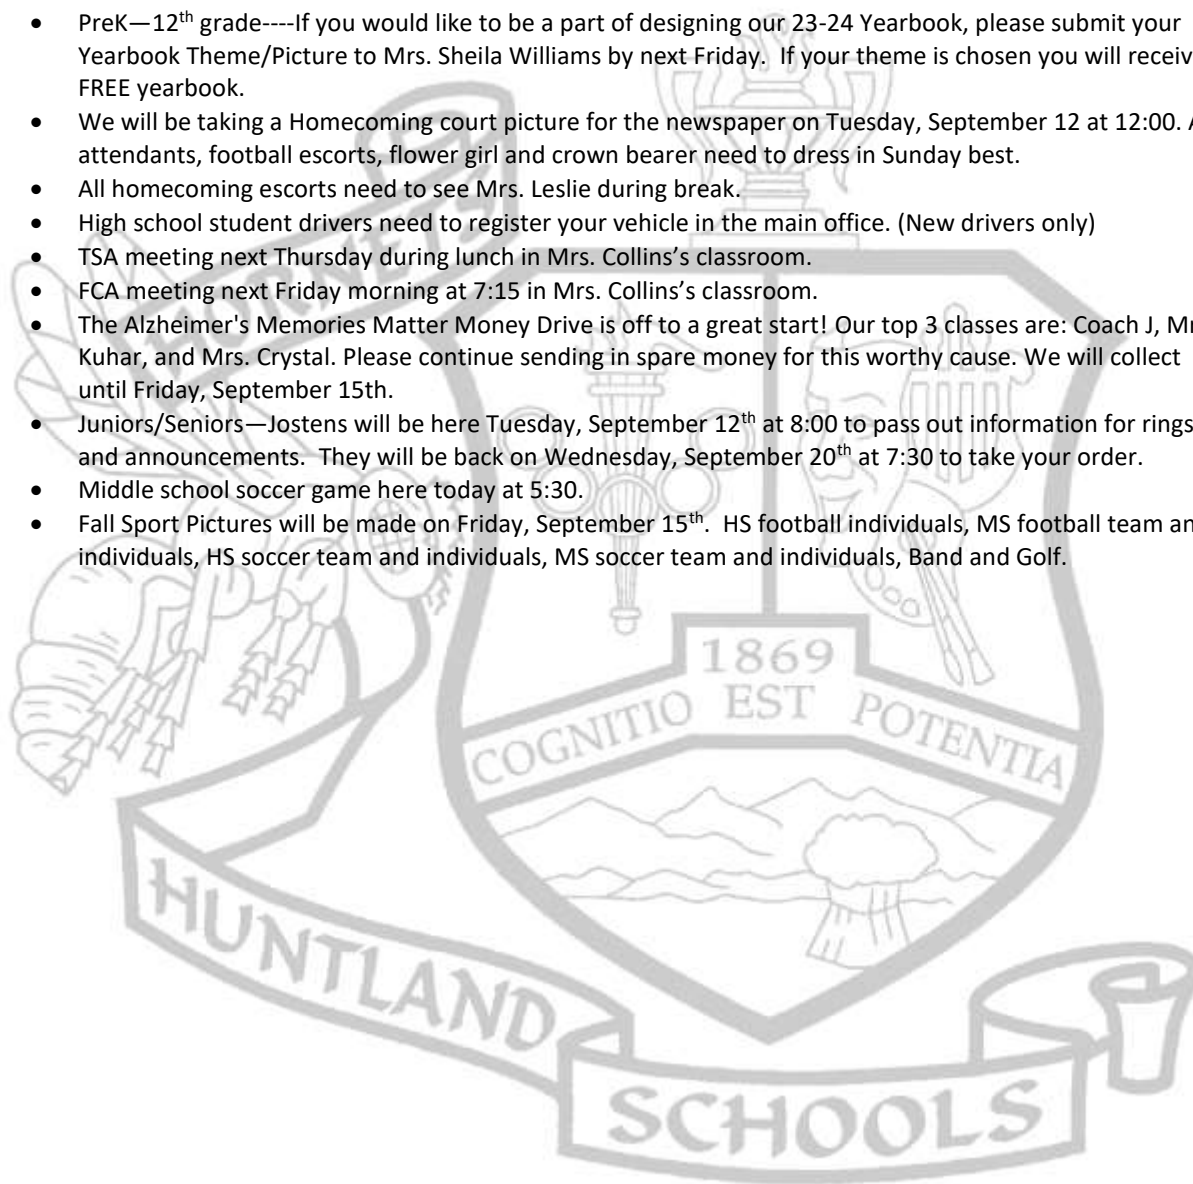 • PreK—12th grade----If you would like to be a part of designing our 23-24 Yearbook, please submit your
Yearbook Theme/Picture to Mrs. Sheila Williams by next Friday.  If your theme is chosen you will receiv
FREE yearbook.
• We will be taking a Homecoming court picture for the newspaper on Tuesday, September 12 at 12:00. A
attendants, football escorts, flower girl and crown bearer need to dress in Sunday best.
• All homecoming escorts need to see Mrs. Leslie during break.
• High school student drivers need to register your vehicle in the main office. (New drivers only)
• TSA meeting next Thursday during lunch in Mrs. Collins’s classroom.
• FCA meeting next Friday morning at 7:15 in Mrs. Collins’s classroom.
• The Alzheimer's Memories Matter Money Drive is off to a great start! Our top 3 classes are: Coach J, Mr
Kuhar, and Mrs. Crystal. Please continue sending in spare money for this worthy cause. We will collect
until Friday, September 15th.
• Juniors/Seniors—Jostens will be here Tuesday, September 12th at 8:00 to pass out information for rings
and announcements.  They will be back on Wednesday, September 20th at 7:30 to take your order.
• Middle school soccer game here today at 5:30.
• Fall Sport Pictures will be made on Friday, September 15th.  HS football individuals, MS football team an
individuals, HS soccer team and individuals, MS soccer team and individuals, Band and Golf.
HORNETS
1869
COGNITIO EST POTENTIA
HUNTLAND
SCHOOLS